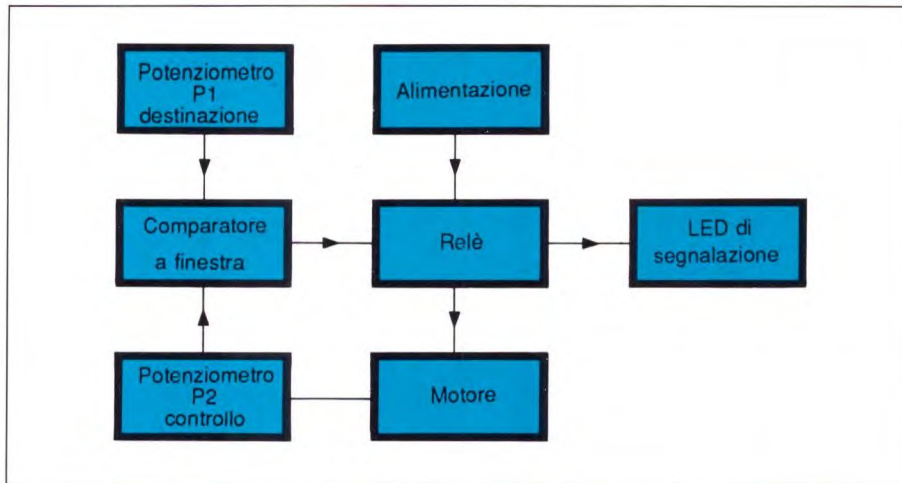 Potenziometro
P1
destinazione
Alimentazione
Comparatore
a finestra
Relè
LED di
segnalazione
Potenziometro
P2
controllo
Motore